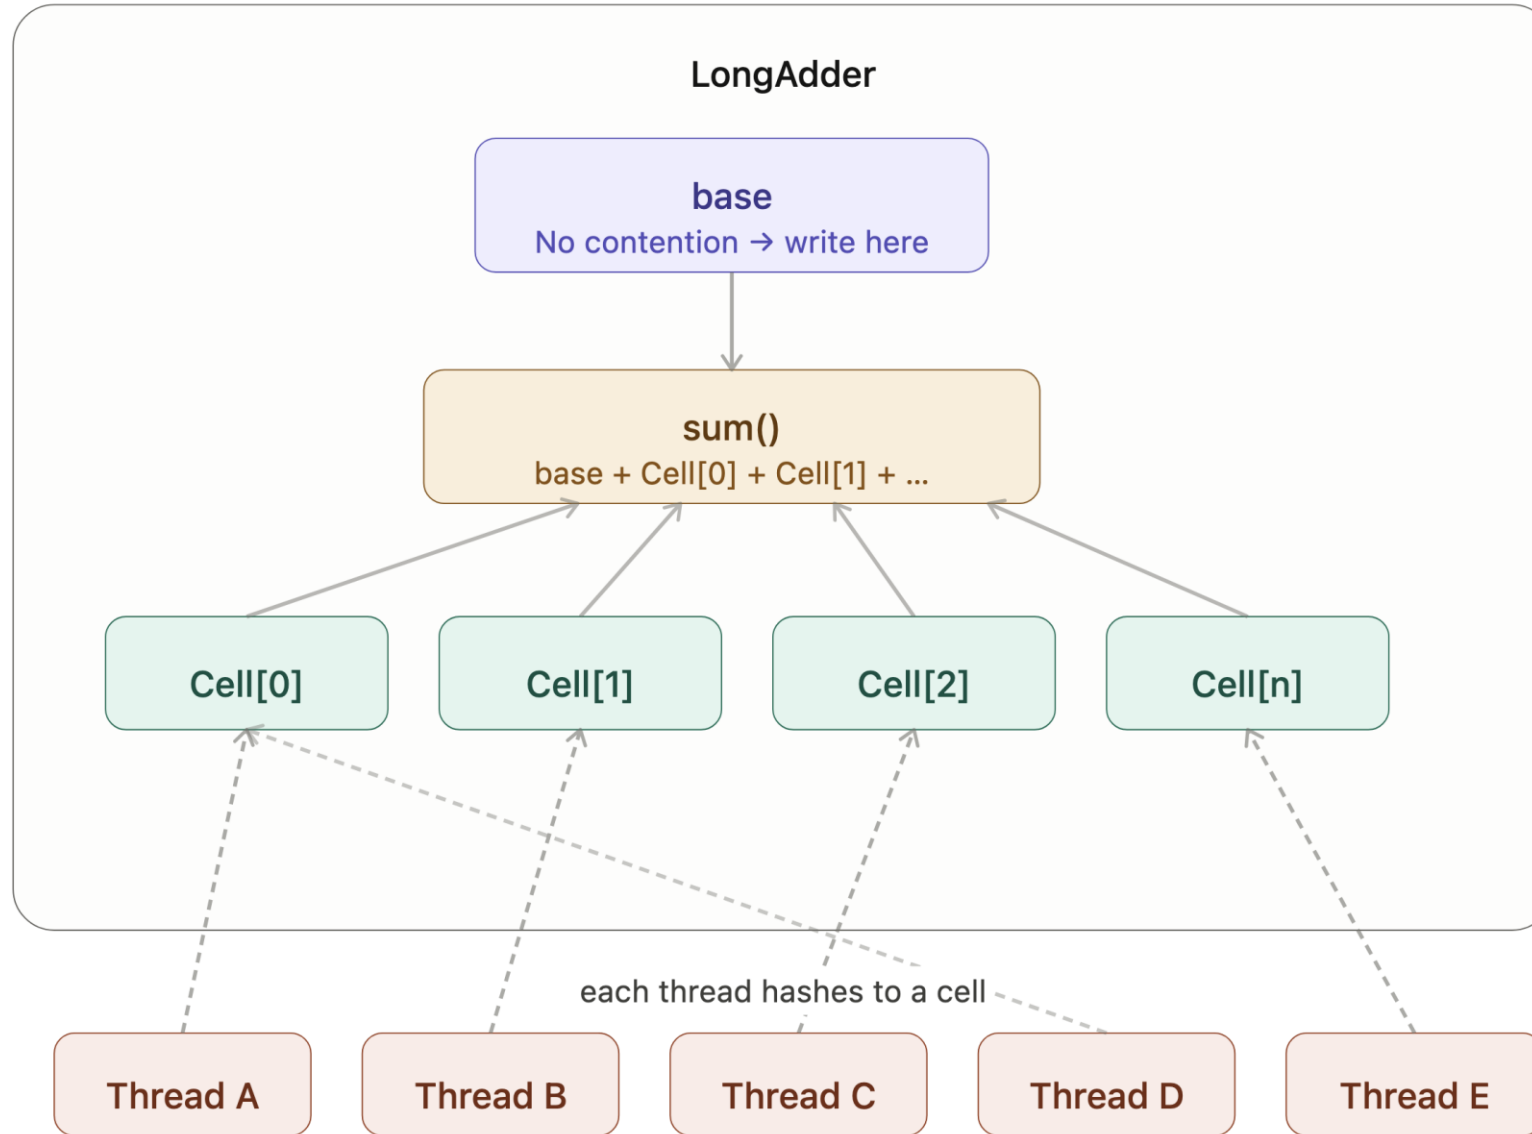 LongAdder
base
No contention → write here
sum()
base + Cell[0] + Cell[1] + ...
Cell[0]
Cell[1]
Cell[2]
Cell[n]
each thread hashes to a cell
Thread A
Thread B
Thread C
Thread D
Thread E